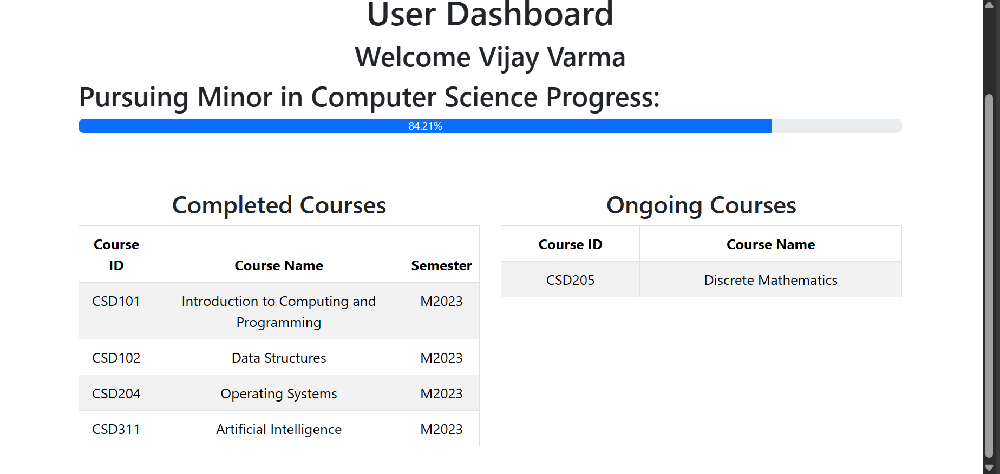 User Dashboard
Welcome Vijay Varma
Pursuing Minor in Computer Science Progress:
84.21%
Completed Courses
Course ID
Course Name
Semester
CSD101
Introduction to Computing and
Programming
M2023
CSD102
Data Structures
M2023
CSD204
Operating Systems
M2023
CSD311
Artificial Intelligence
M2023
Ongoing Courses
Course ID
Course Name
CSD205
Discrete Mathematics